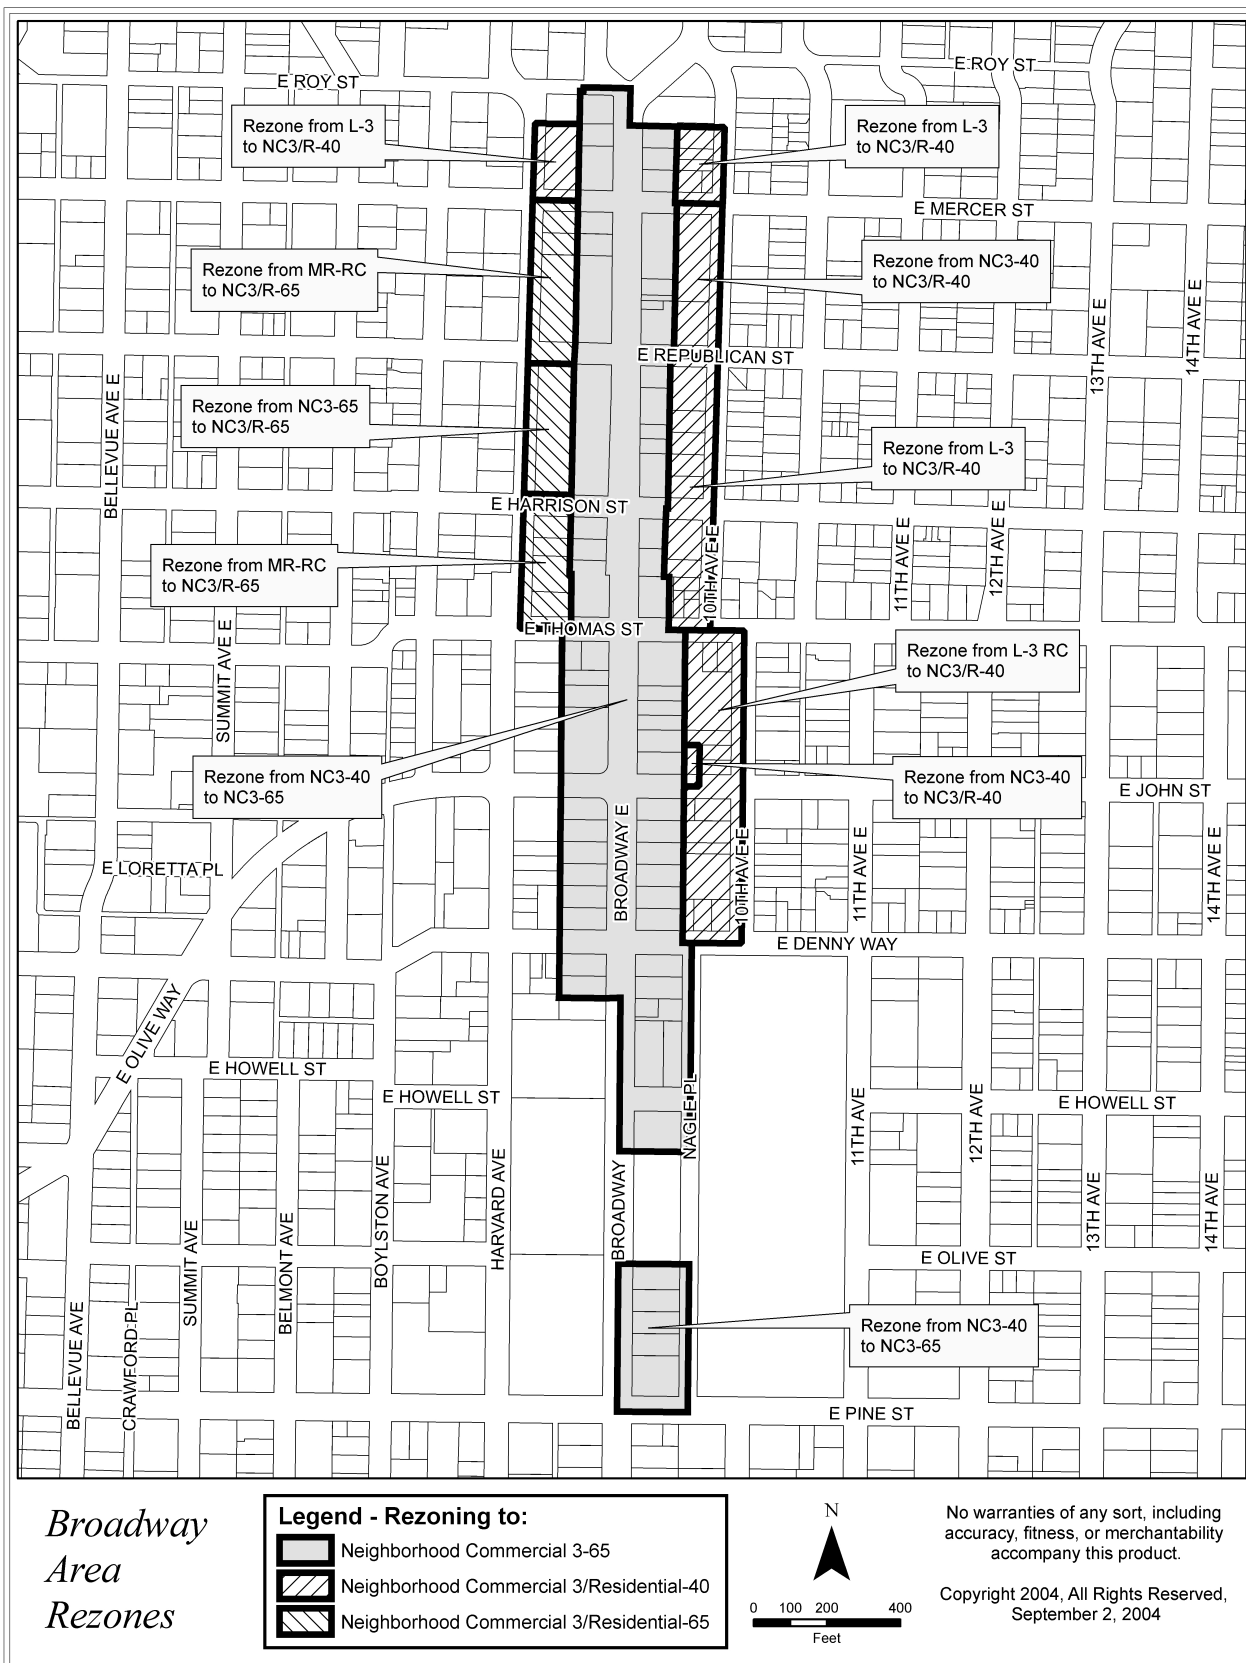 E ROY ST
E ROY ST
Rezone from L-3
to NC3/R-40
Rezone from L-3
to NC3/R-40
E MERCER ST
Rezone from MR-RC
to NC3/R-65
Rezone from NC3-40
to NC3/R-40
13TH AVE E
14TH AVE E
E REPUBLICAN ST
BELLEVUE AVE E
Rezone from NC3-65
to NC3/R-65
Rezone from L-3
to NC3/R-40
E HARRISON ST
10TH AVE E
11TH AVE E
12TH AVE E
Rezone from MR-RC
to NC3/R-65
E THOMAS ST
SUMMIT AVE E
Rezone from L-3 RC
to NC3/R-40
Rezone from NC3-40
to NC3-65
Rezone from NC3-40
to NC3/R-40
E JOHN ST
BROADWAY E
10TH AVE E
11TH AVE E
14TH AVE E
E LORETTA PL
E DENNY WAY
E OLIVE WAY
E HOWELL ST
E HOWELL ST
E HOWELL ST
NAGLE PL
11TH AVE
12TH AVE
BELLEVUE AVE
CRAWFORD PL
SUMMIT AVE
BELMONT AVE
BOYLSTON AVE
HARVARD AVE
BROADWAY
13TH AVE
14TH AVE
E OLIVE ST
Rezone from NC3-40
to NC3-65
E PINE ST
Broadway
Area
Rezones
Legend - Rezoning to:
Neighborhood Commercial 3-65
Neighborhood Commercial 3/Residential-40
Neighborhood Commercial 3/Residential-65
N
0 100 200 400
Feet
No warranties of any sort, including
accuracy, fitness, or merchantability
accompany this product.
Copyright 2004, All Rights Reserved,
September 2, 2004